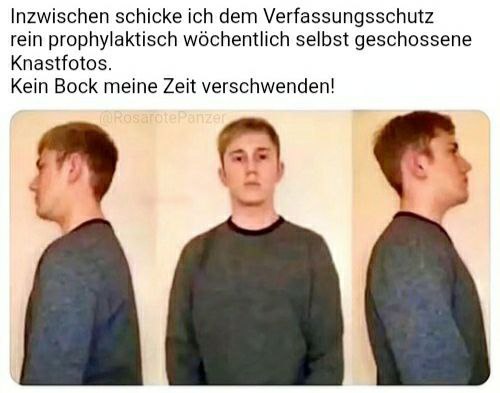 Inzwischen schicke ich dem Verfassungsschutz
rein prophylaktisch wöchentlich selbst geschossene
Knastfotos.
Kein Bock meine Zeit verschwenden!
@RosarotePanzer